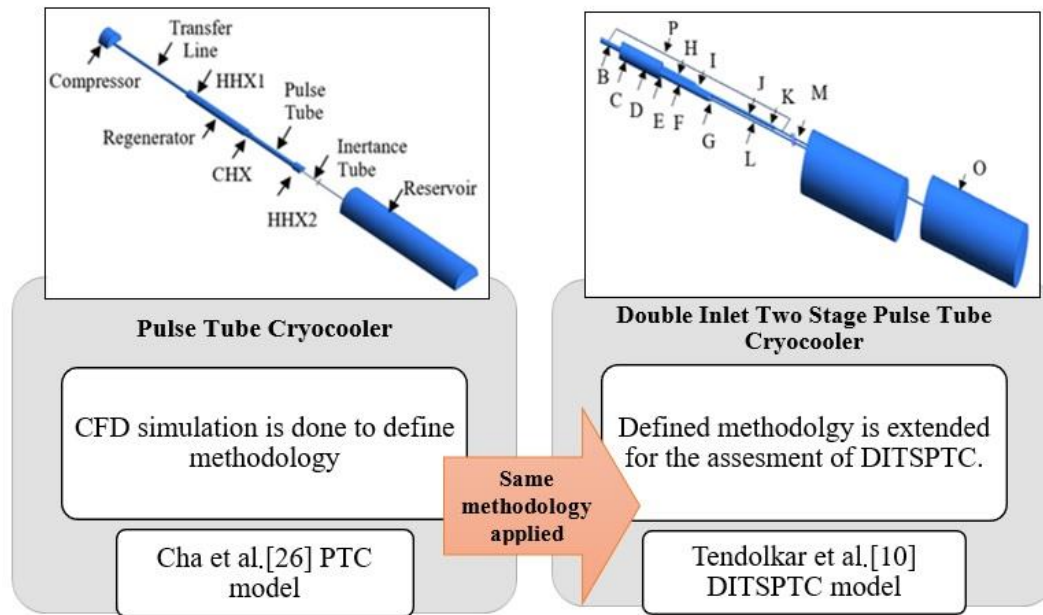 Transfer
Line
Compressor
HHX1
Pulse
Tube
Regenerator
Inertance
Tube
CHX
Reservoir
HHX2
P
H
I
B
J
K
M
C
D
E
F
G
L
O
Pulse Tube Cryocooler
CFD simulation is done to define
methodology
Cha et al.[26] PTC
model
Same
methodology
applied
Double Inlet Two Stage Pulse Tube
Cryocooler
Defined methodolgy is extended
for the assesment of DITSPTC.
Tendolkar et al.[10]
DITSPTC model